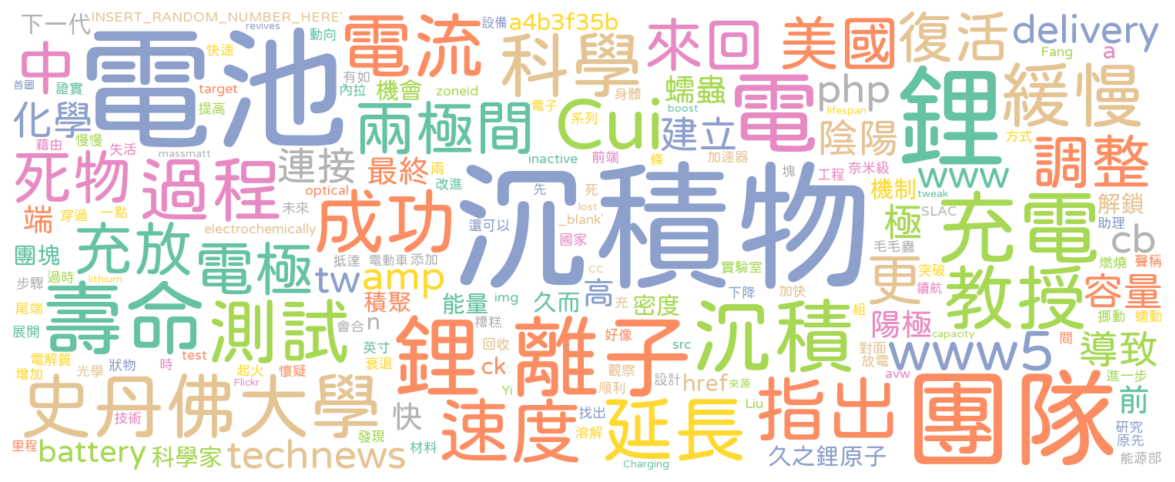 下一代 INSERT_RANDOM_NUMBER_HERE' 設備 a4b3f35b 美國 復活 delivery
首圖 中 快速 revives 動向 電流 科學 來回 Fang a
證實 電池 有如 內拉 機會 zoneid 蠕蟲 電 php 鋰 緩慢
化學 target 提高 兩極間 電子 系列 Cui 身體 boost 建立 lifespan 陰陽
藉由 慢慢 失活 massmatt 連接 最終 兩 inactive 前端 條 加速器 奈米級 www 調整
死物 過程 optical 改進 沉積物 先 死 塊 工程 機制 tweak
端 穿過 一點 未來 成功 還可以 lost _blank' 極 SLAC 充電 解鎖
團塊 充放 電極 electrochemically 國家 毛毛蟲 助理 cb
步驟 過時 lithium 抵達 電動車 添加 tw amp cc 實驗室 更 突破 燃燒 聲稱
尾端 壽命 測試 積聚 能量 img 久而 高 密度 下降 加快 續航 教授 挪動 容量
展開 會合 n 糟糕 鋰離子 充 沉積 組 陽極 capacity 蠕動
電解質 英寸 test 回收 好像 src 對面 www5 間 導致
增加 光學 狀物 時 起火 衰退 ck 觀察 放電 進一步
史丹佛大學 懷疑 Flickr 順利 設計 href 來源 avw 團隊
技術 快 速度 Yi 找出 延長 Liu 指出 前
里程 battery 科學家 發現 technews 材料 溶解 Charging 久之鋰原子 研究 原先 能源部